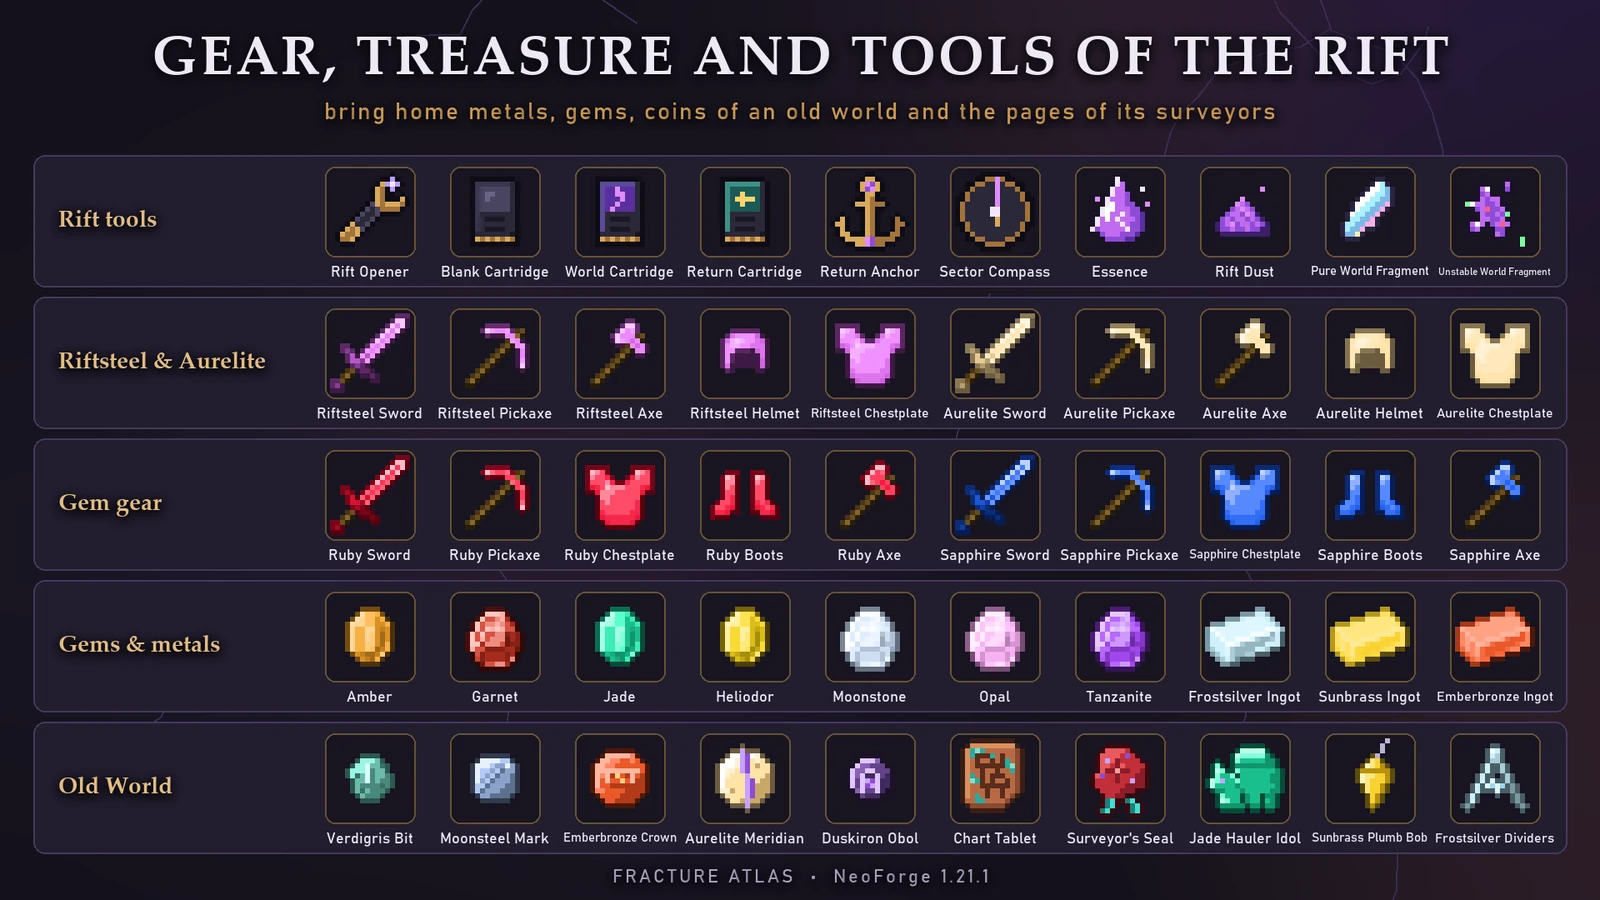 GEAR, TREASURE AND TOOLS OF THE RIFT
bring home metals, gems, coins of an old world and the pages of its surveyors
Rift tools
Rift Opener
Blank Cartridge
World Cartridge
Return Cartridge
Return Anchor
Sector Compass
Essence
Rift Dust
Pure World Fragment
Unstable World Fragment
Riftsteel & Aurelite
Riftsteel Sword
Riftsteel Pickaxe
Riftsteel Axe
Riftsteel Helmet
Riftsteel Chestplate
Aurelite Sword
Aurelite Pickaxe
Aurelite Axe
Aurelite Helmet
Aurelite Chestplate
Gem gear
Ruby Sword
Ruby Pickaxe
Ruby Chestplate
Ruby Boots
Ruby Axe
Sapphire Sword
Sapphire Pickaxe
Sapphire Chestplate
Sapphire Boots
Sapphire Axe
Gems & metals
Amber
Garnet
Jade
Heliodor
Moonstone
Opal
Tanzanite
Frostsilver Ingot
Sunbrass Ingot
Emberbronze Ingot
Old World
Verdigris Bit
Moonsteel Mark
Emberbronze Crown
Aurelite Meridian
Duskiron Obol
Chart Tablet
Surveyor's Seal
Jade Hauler Idol
Sunbrass Plumb Bob
Frostsilver Dividers
FRACTURE ATLAS • NeoForge 1.21.1